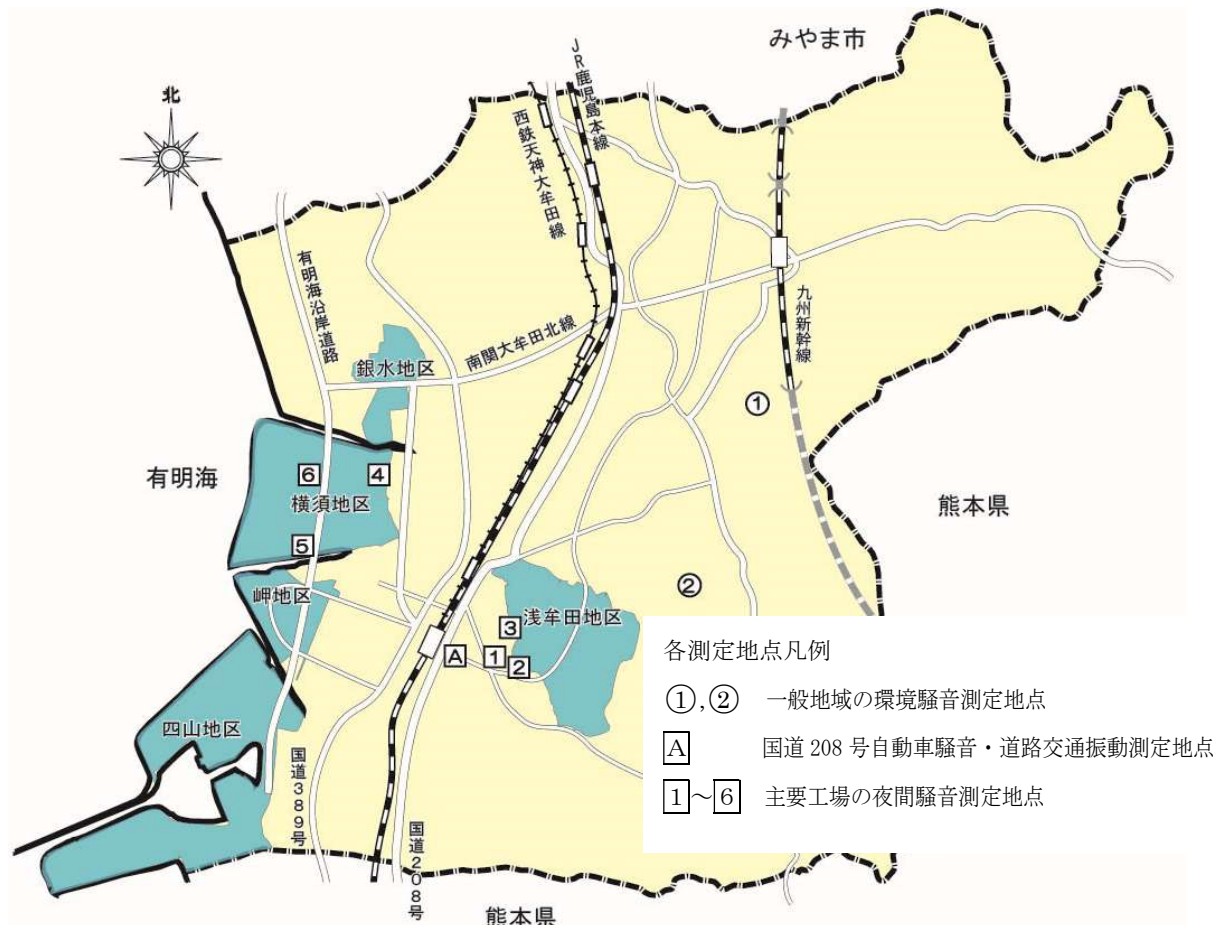 みやま市
北
JR鹿児島本線
西鉄天神大牟田線
有明海沿岸道路
九州新幹線
南関大牟田北線
銀水地区
①
有明海
6
4
横須地区
熊本県
5
②
岬地区
浅牟田地区
3
A
1
2
四山地区
国道389号
国道208号
熊本県
各測定地点凡例
①,② 一般地域の環境騒音測定地点
A 国道 208 号自動車騒音・道路交通振動測定地点
1～6 主要工場の夜間騒音測定地点